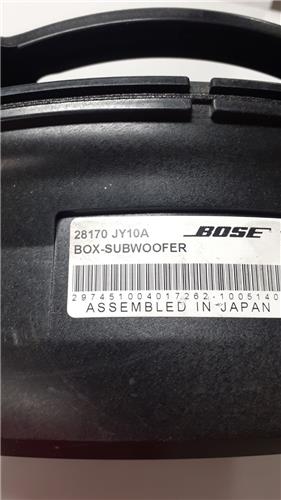 28170 JY10A BOSE
BOX-SUBWOOFER
297451004017262-1005140
ASSEMBLED IN JAPAN